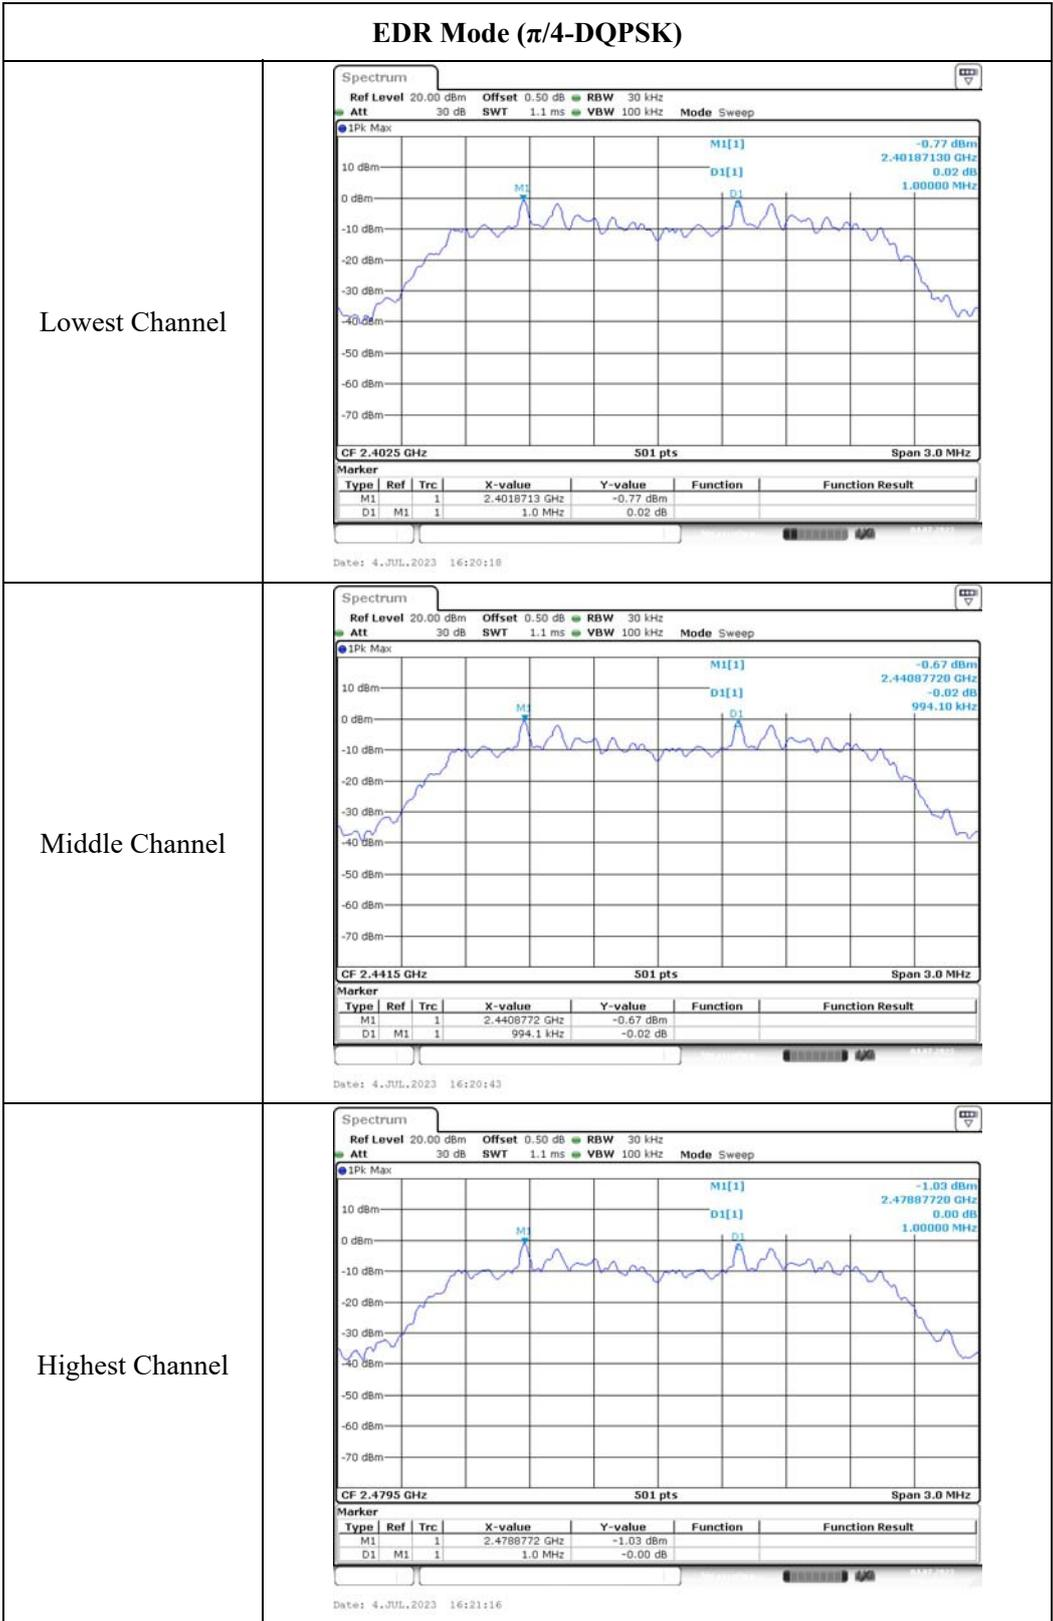 EDR Mode (π/4-DQPSK)
Lowest Channel
Spectrum
Ref Level 20.00 dBm Offset 0.50 dB RBW 30 kHz
Att 30 dB SWT 1.1 ms VBW 100 kHz Mode Sweep
1Pk Max
M1[1] -0.77 dBm
2.40187130 GHz
10 dBm
D1[1] 0.02 dB
1.00000 MHz
M1
D1
0 dBm
-10 dBm
-20 dBm
-30 dBm
-40 dBm
-50 dBm
-60 dBm
-70 dBm
CF 2.4025 GHz 501 pts Span 3.0 MHz
Marker
Type Ref Trc X-value Y-value Function Function Result
M1 1 2.4018713 GHz -0.77 dBm
D1 M1 1 1.0 MHz 0.02 dB
Date: 4.JUL.2023 16:20:18
Middle Channel
Spectrum
Ref Level 20.00 dBm Offset 0.50 dB RBW 30 kHz
Att 30 dB SWT 1.1 ms VBW 100 kHz Mode Sweep
1Pk Max
M1[1] -0.67 dBm
2.44087720 GHz
10 dBm
D1[1] -0.02 dB
994.10 kHz
M1
D1
0 dBm
-10 dBm
-20 dBm
-30 dBm
-40 dBm
-50 dBm
-60 dBm
-70 dBm
CF 2.4415 GHz 501 pts Span 3.0 MHz
Marker
Type Ref Trc X-value Y-value Function Function Result
M1 1 2.4408772 GHz -0.67 dBm
D1 M1 1 994.1 kHz -0.02 dB
Date: 4.JUL.2023 16:20:43
Highest Channel
Spectrum
Ref Level 20.00 dBm Offset 0.50 dB RBW 30 kHz
Att 30 dB SWT 1.1 ms VBW 100 kHz Mode Sweep
1Pk Max
M1[1] -1.03 dBm
2.47887720 GHz
10 dBm
D1[1] 0.00 dB
1.00000 MHz
M1
D1
0 dBm
-10 dBm
-20 dBm
-30 dBm
-40 dBm
-50 dBm
-60 dBm
-70 dBm
CF 2.4795 GHz 501 pts Span 3.0 MHz
Marker
Type Ref Trc X-value Y-value Function Function Result
M1 1 2.4788772 GHz -1.03 dBm
D1 M1 1 1.0 MHz -0.00 dB
Date: 4.JUL.2023 16:21:16